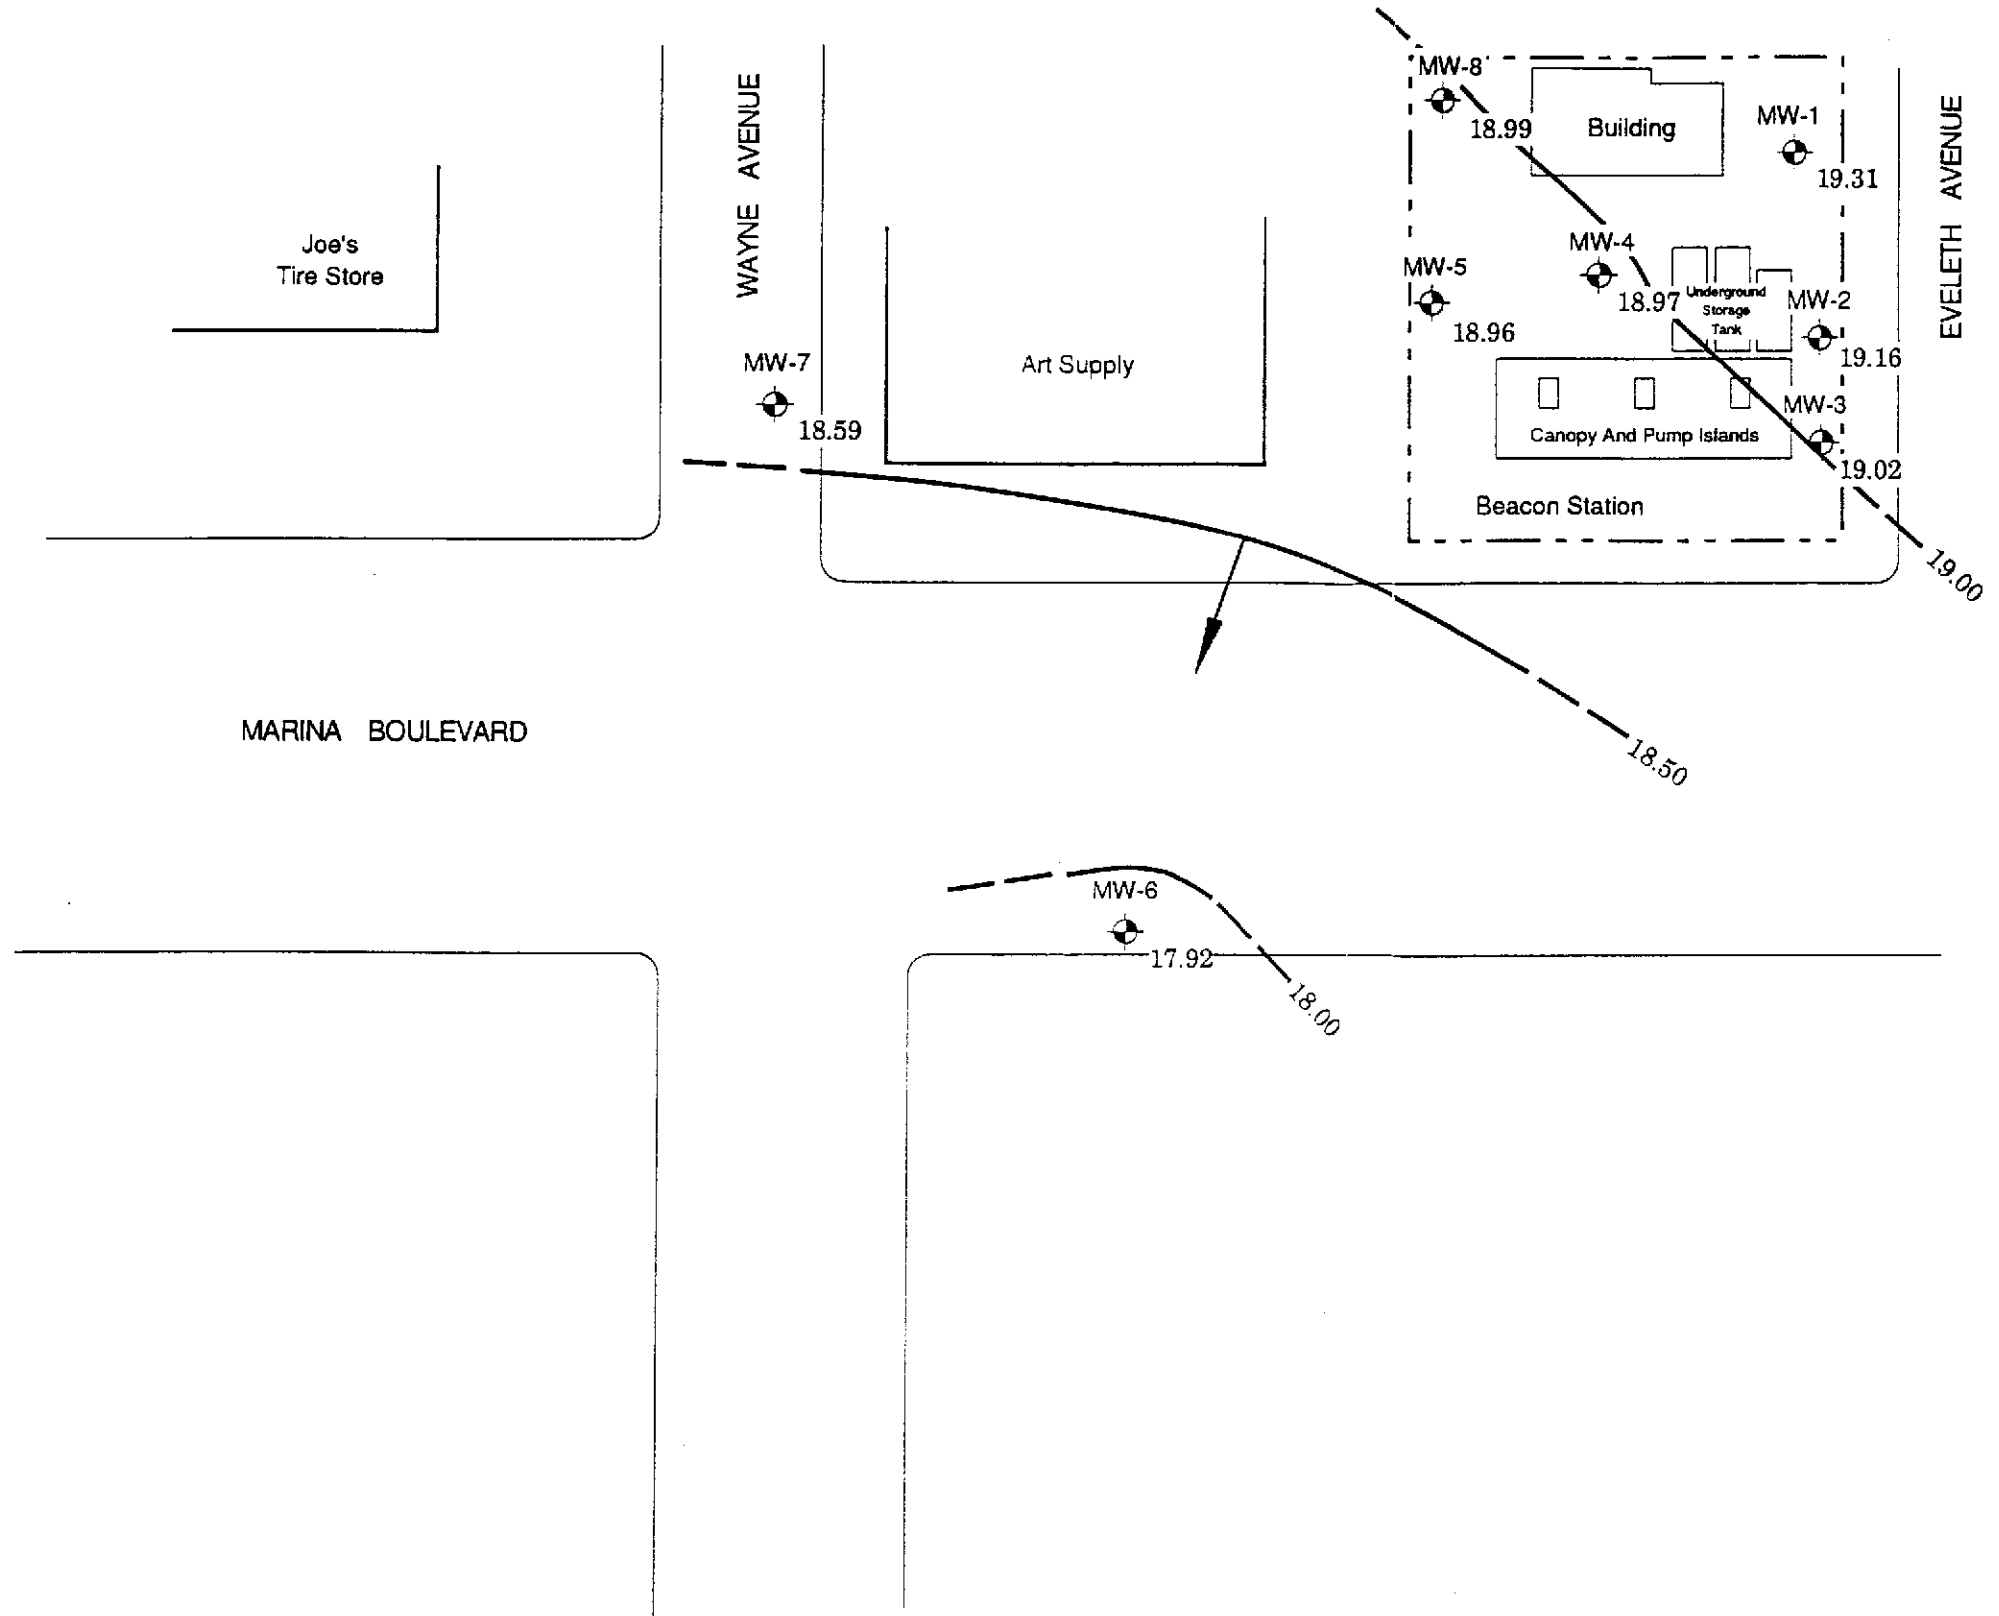 MW-8
18.99
Building
MW-1
19.31
EVELETH AVENUE
WAYNE AVENUE
Joe's
Tire Store
MW-4
18.97
MW-5
18.96
Underground
Storage
Tank
MW-2
19.16
MW-7
18.59
Art Supply
MW-3
19.02
Canopy And Pump Islands
Beacon Station
19.00
MARINA BOULEVARD
18.50
MW-6
17.92
18.00